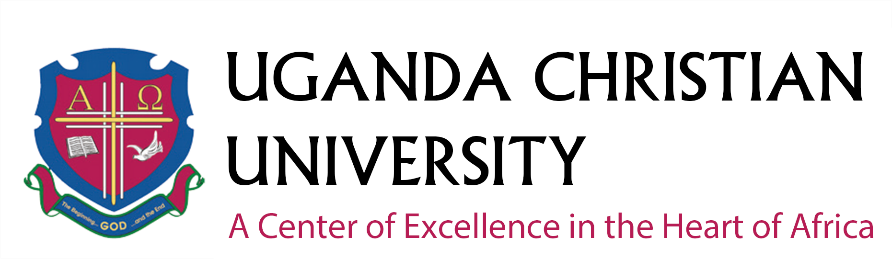 Α Ω
The Beginning... GOD ...and the End
UGANDA CHRISTIAN
UNIVERSITY
A Center of Excellence in the Heart of Africa